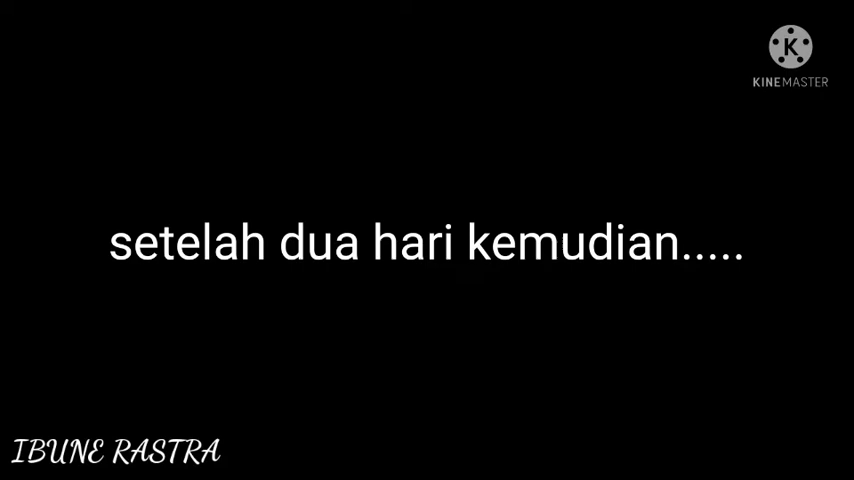 K
KINEMASTER
setelah dua hari kemudian.....
IBUNE RASTRA